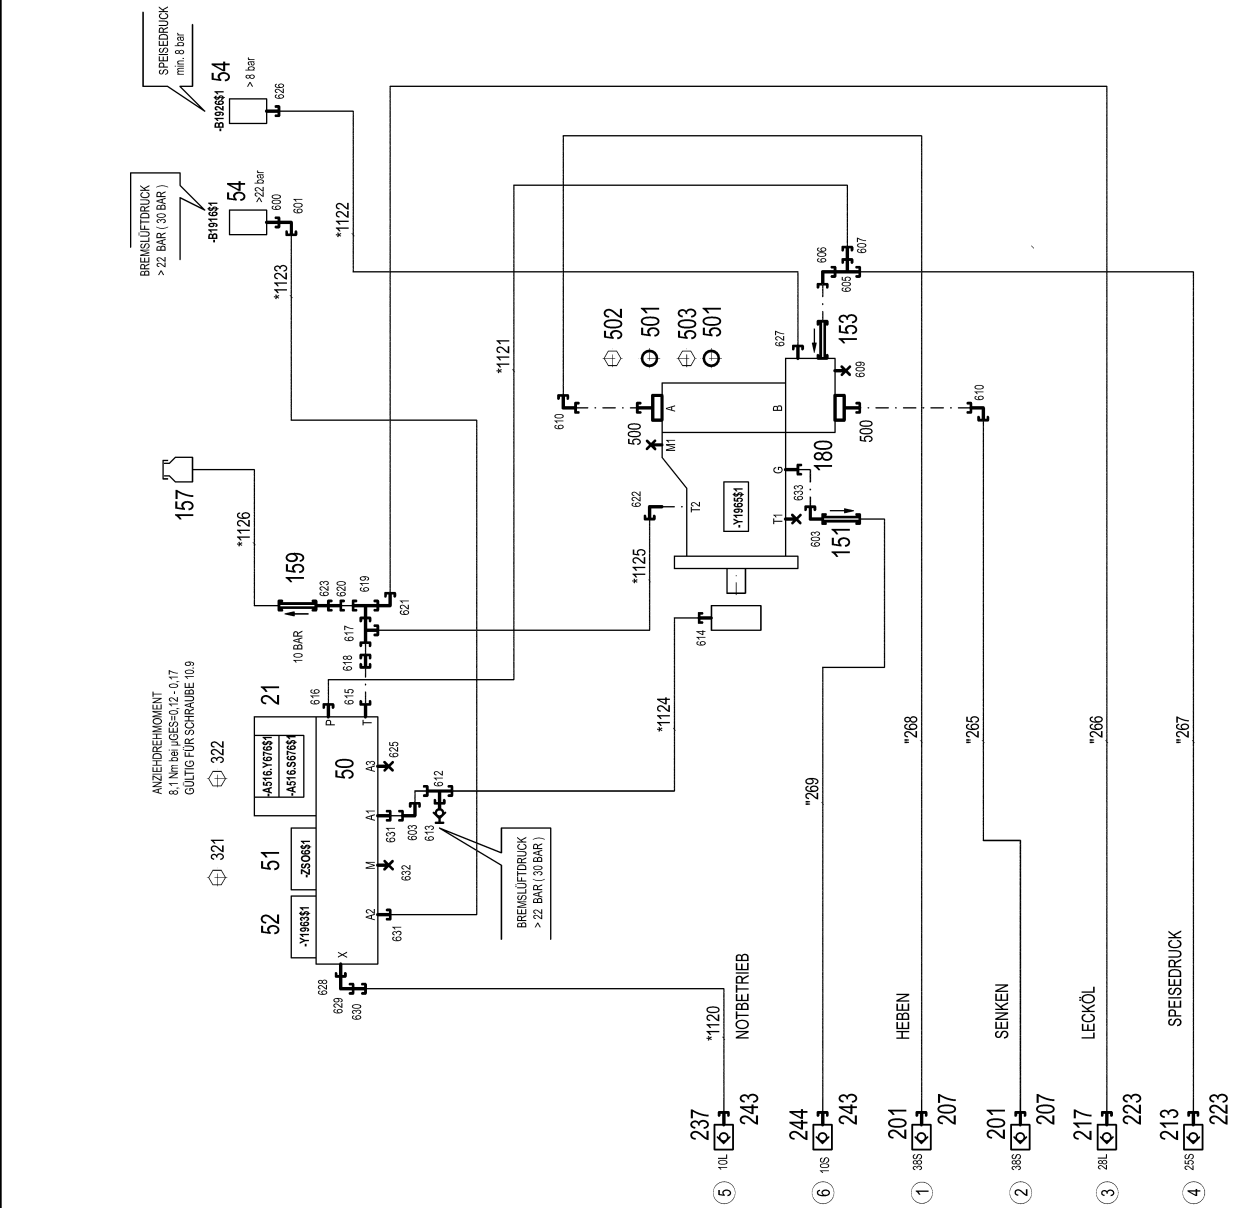 SPEISEDRUCK
min. 8 bar
-B1926$1
54
> 8 bar
626
BREMSLÜFTDRUCK
> 22 BAR ( 30 BAR )
-B1916$1
54
>22 bar
600
601
*1122
*1123
*1121
157
*1126
159
10 BAR
623
620
619
621
617
618
615
616
ANZIEHDREHMOMENT
8,1 Nm bei µGES=0,12 - 0,17
GÜLTIG FÜR SCHRAUBE 10.9
322
321
21
-A516.Y676$1
-A516.S676$1
51
-ZSO6$1
52
-Y1963$1
50
P
T
A3
A1
M
A2
X
625
631
603
612
613
632
631
628
629
630
BREMSLÜFTDRUCK
> 22 BAR ( 30 BAR )
*1124
*1125
614
622
T2
M1
500
610
A
B
502
501
503
501
627
606
607
605
153
609
500
610
180
G
633
T1
603
151
-Y1965$1
"269
"268
"265
"266
"267
*1120
NOTBETRIEB
HEBEN
SENKEN
LECKÖL
SPEISEDRUCK
237
243
10L
5
244
243
10S
6
201
207
38S
1
201
207
38S
2
217
223
28L
3
213
223
25S
4